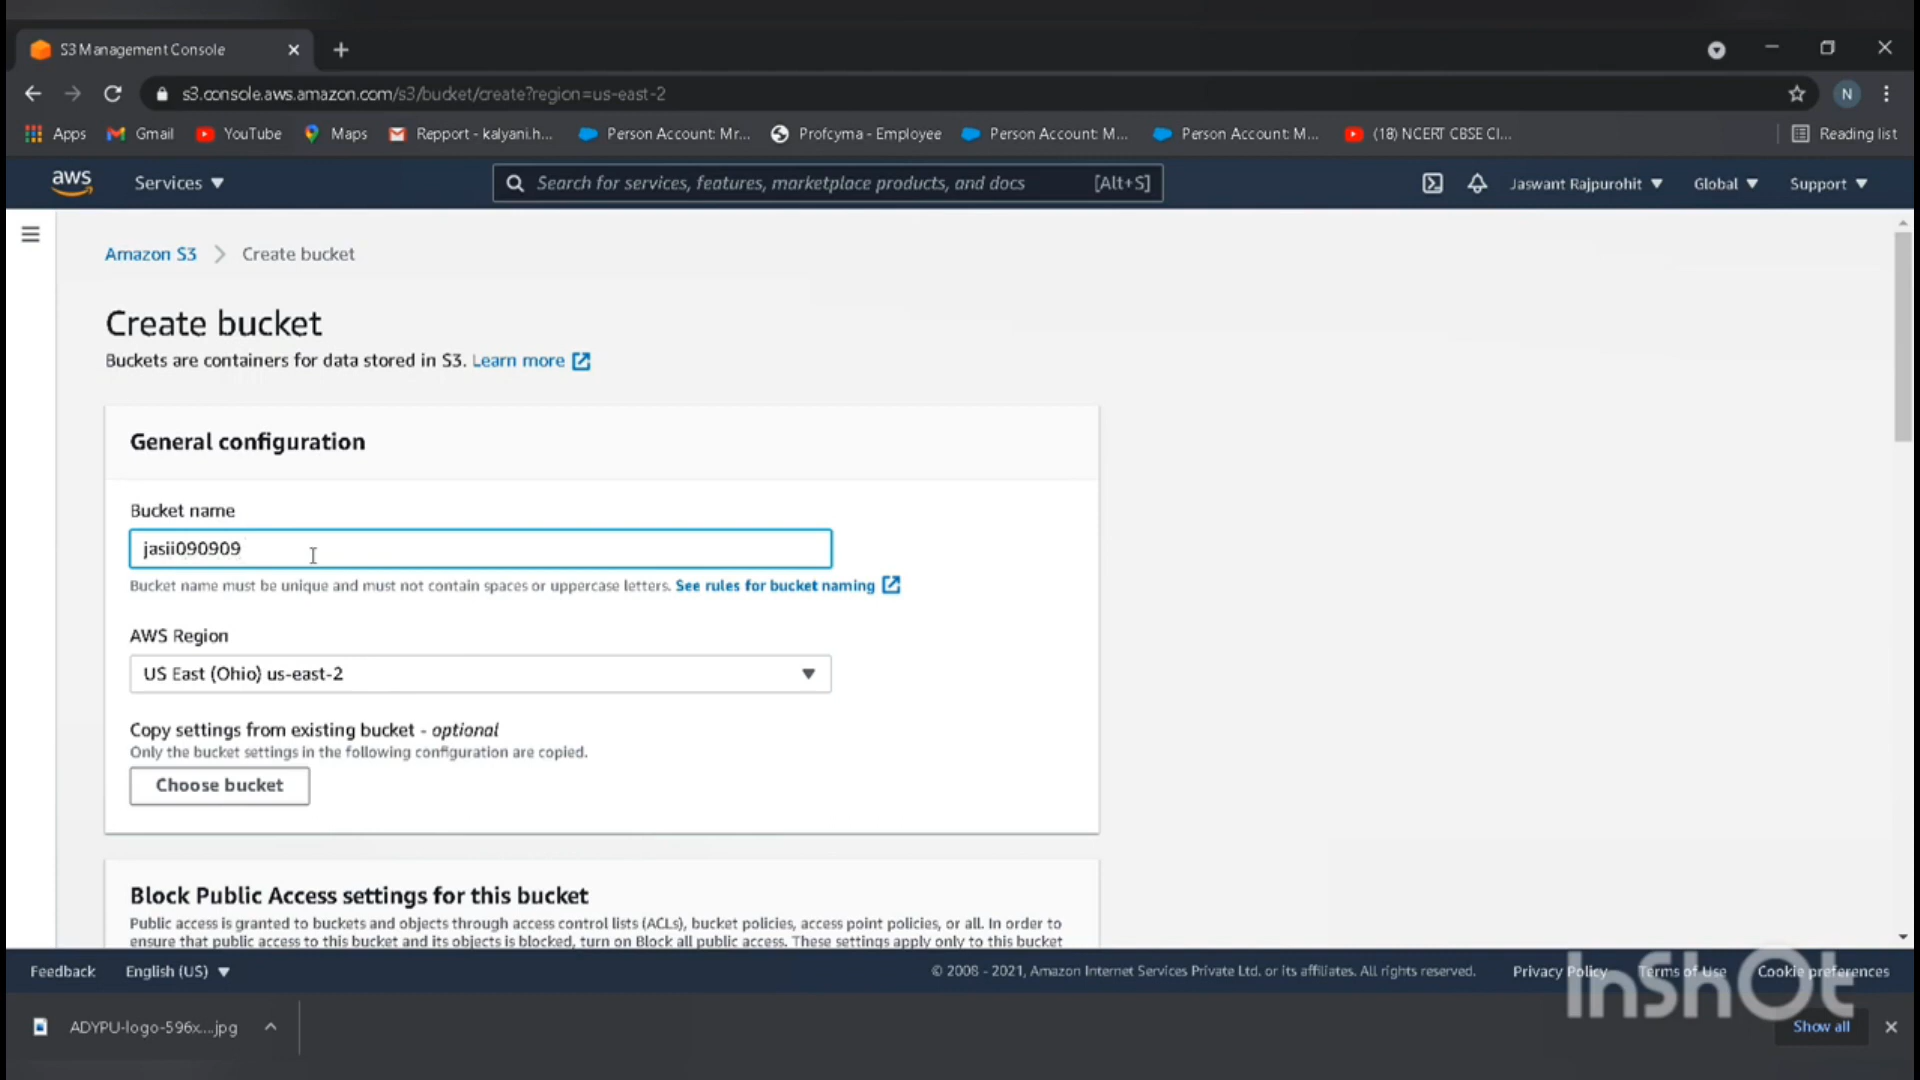 S3 Management Console
s3.console.aws.amazon.com/s3/bucket/create?region=us-east-2
N
Apps Gmail YouTube Maps Repport - kalyani.h... Person Account: Mr... Profcyma - Employee Person Account: M... Person Account: M... (18) NCERT CBSE Cl... Reading list
aws Services Search for services, features, marketplace products, and docs [Alt+S] Jaswant Rajpurohit Global Support
Amazon S3 Create bucket
Create bucket
Buckets are containers for data stored in S3. Learn more
General configuration
Bucket name
jasii090909
Bucket name must be unique and must not contain spaces or uppercase letters. See rules for bucket naming
AWS Region
US East (Ohio) us-east-2
Copy settings from existing bucket - optional
Only the bucket settings in the following configuration are copied.
Choose bucket
Block Public Access settings for this bucket
Public access is granted to buckets and objects through access control lists (ACLs), bucket policies, access point policies, or all. In order to
ensure that public access to this bucket and its objects is blocked, turn on Block all public access. These settings apply only to this bucket
Feedback English (US) © 2008 - 2021, Amazon Internet Services Private Ltd. or its affiliates. All rights reserved. Privacy Policy Terms of Use Cookie preferences
InShOt
ADYPU-logo-596x....jpg Show all